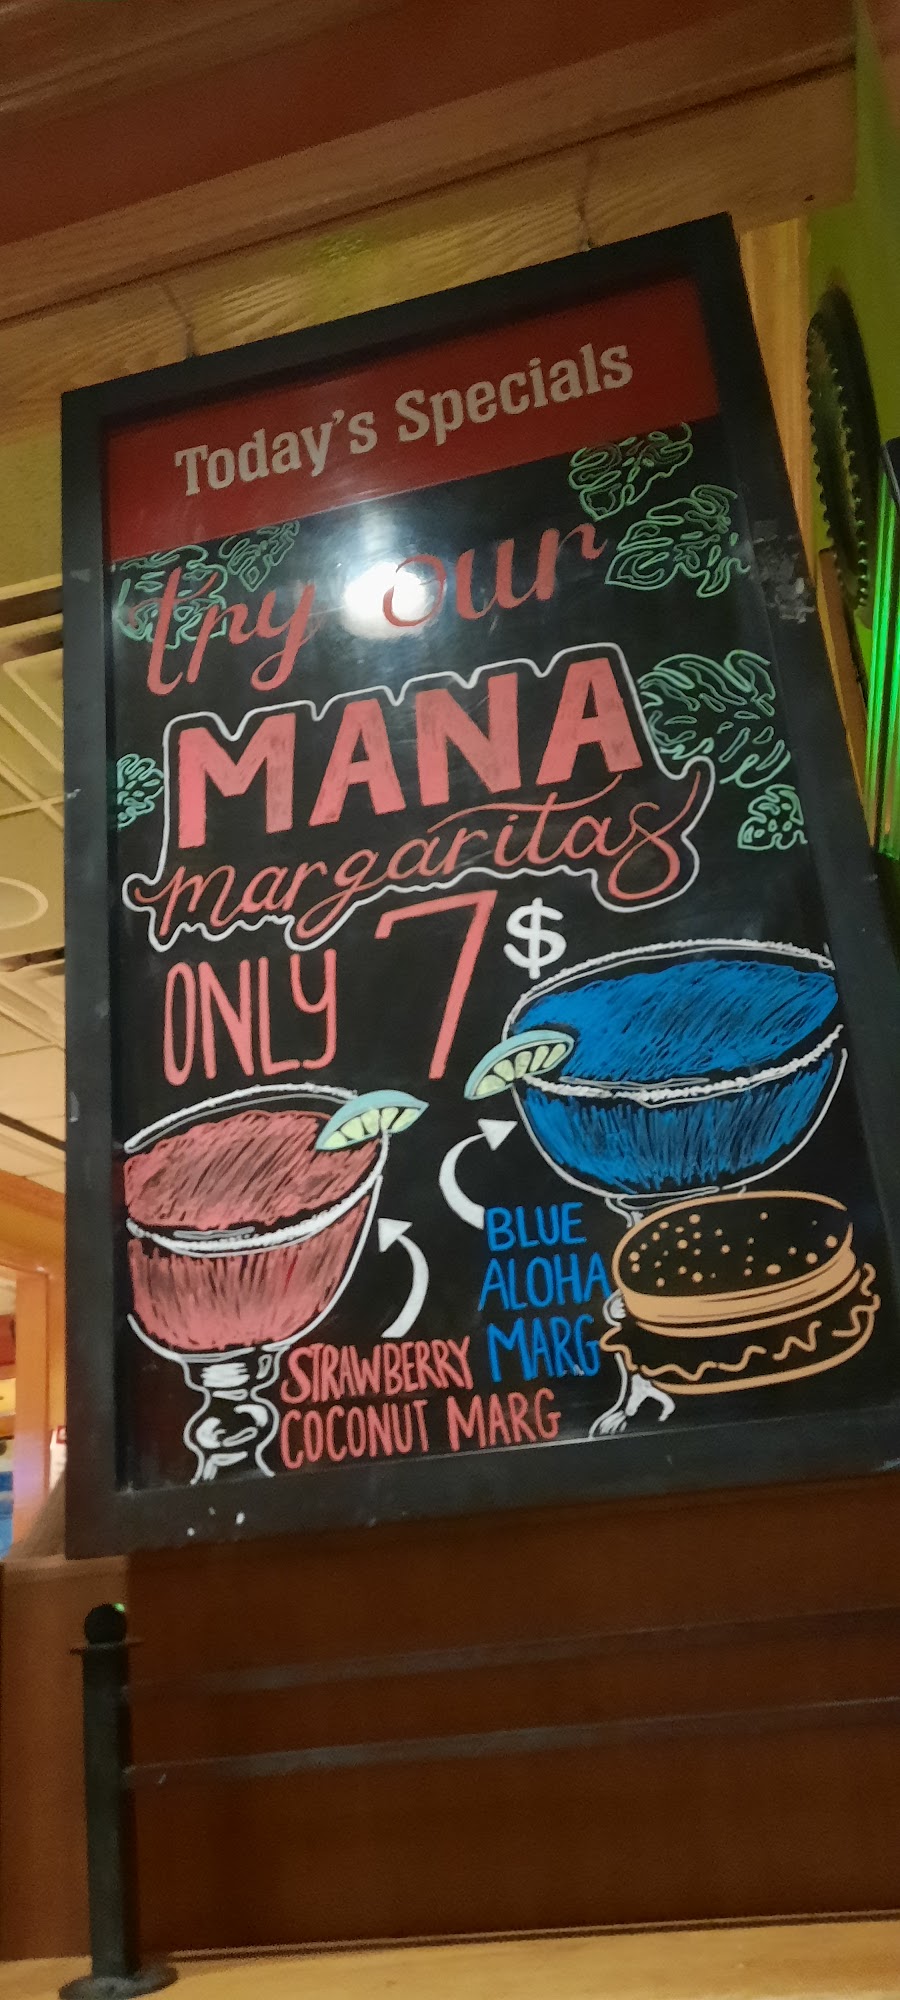 Today's Specials
try our
MANA
margaritas
ONLY 7$
BLUE
ALOHA
MARG
STRAWBERRY
COCONUT MARG